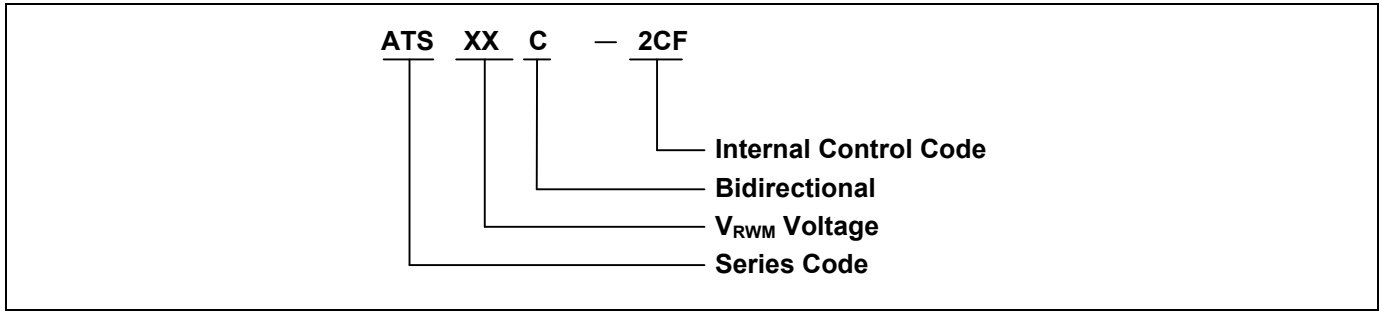 ATS XX C — 2CF
Internal Control Code
Bidirectional
VRWM Voltage
Series Code